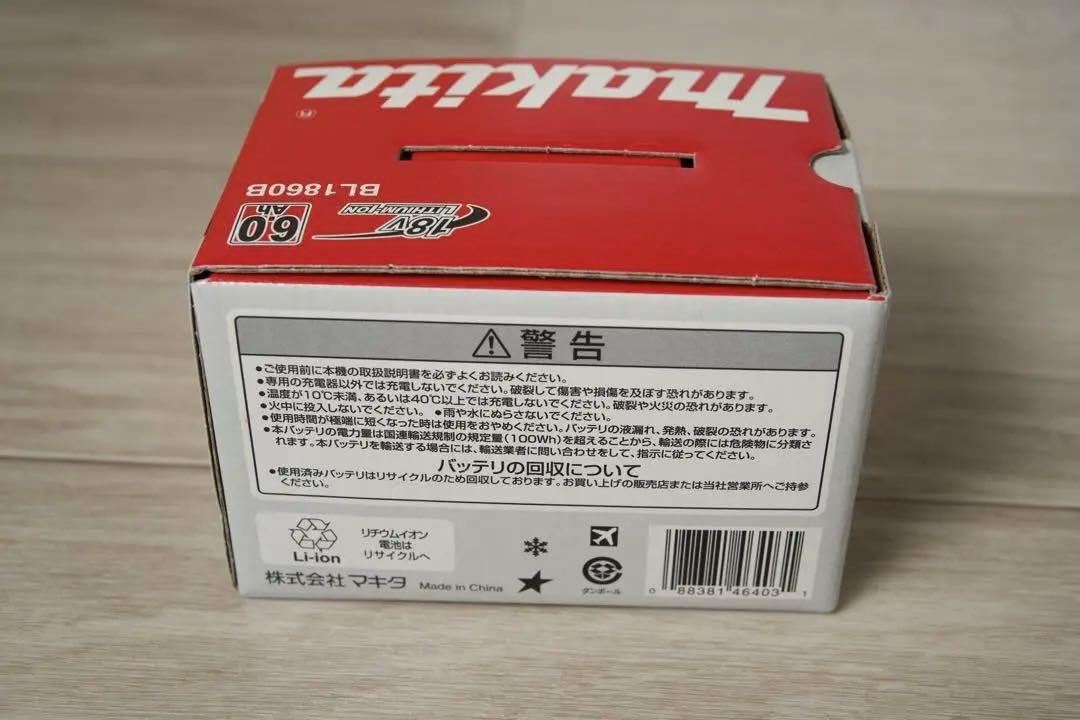 makita
®
BL1860B
18V
LITHIUM-ION
6.0
Ah
警告
●ご使用前に本機の取扱説明書を必ずよくお読みください。
●専用の充電器以外では充電しないでください。破裂して傷害や損傷を及ぼす恐れがあります。
●温度が10℃未満、あるいは40℃以上では充電しないでください。破裂や火災の恐れがあります。
●火中に投入しないでください。 ●雨や水にぬらさないでください。
●使用時間が極端に短くなった時は使用をおやめください。バッテリの液漏れ、発熱、破裂の恐れがあります。
●本バッテリの電力量は国連輸送規制の規定量(100Wh)を超えることから、輸送の際には危険物に分類さ
れます。本バッテリを輸送する場合には、輸送業者に問い合わせをして、指示に従ってください。
バッテリの回収について
●使用済みバッテリはリサイクルのため回収しております。お買い上げの販売店または当社営業所へご持参
ください。
Li-ion
リチウムイオン
電池は
リサイクルへ
株式会社マキタ Made in China
ダンボール
0 88381 46403 1